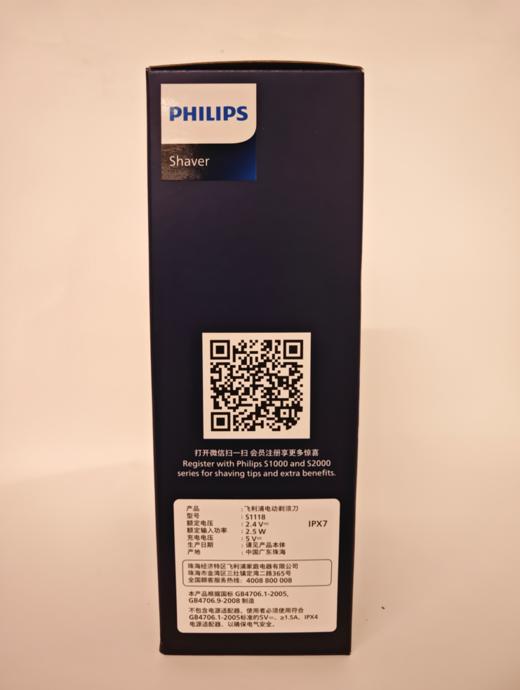 PHILIPS
Shaver
打开微信扫一扫 会员注册享更多惊喜
Register with Philips S1000 and S2000
series for shaving tips and extra benefits.
产品 : 飞利浦电动剃须刀
型号 : S1118
额定电压 : 2.4 V⎓ IPX7
额定输入功率 : 2.5 W
充电电压 : 5 V⎓
生产日期 : 请见产品本体
产地 : 中国广东珠海
珠海经济特区飞利浦家庭电器有限公司
珠海市金湾区三灶镇定湾二路365号
全国顾客服务热线: 4008 800 008
本产品根据国标 GB4706.1-2005,
GB4706.9-2008 制造
不包含电源适配器。使用者必须使用符合
GB4706.1-2005标准的5V⎓, ≥1.5A, IPX4
电源适配器, 以确保电气安全。